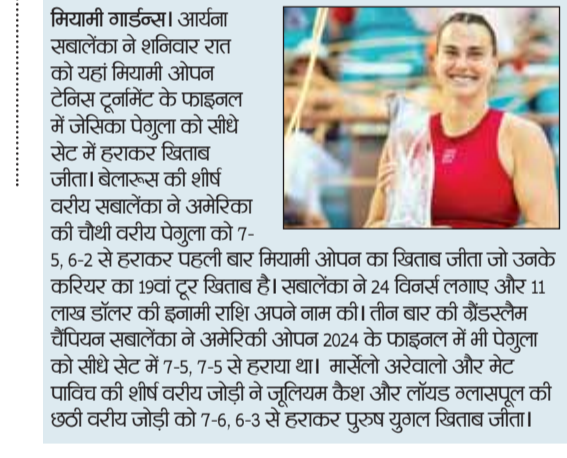 मियामी गार्डन्स। आर्यना
सबालेंका ने शनिवार रात
को यहां मियामी ओपन
टेनिस टूर्नामेंट के फाइनल
में जेसिका पेगुला को सीधे
सेट में हराकर खिताब
जीता। बेलारूस की शीर्ष
वरीय सबालेंका ने अमेरिका
की चौथी वरीय पेगुला को 7-
5, 6-2 से हराकर पहली बार मियामी ओपन का खिताब जीता जो उनके
करियर का 19वां टूर खिताब है। सबालेंका ने 24 विनर्स लगाए और 11
लाख डॉलर की इनामी राशि अपने नाम की। तीन बार की ग्रैंडस्लैम
चैंपियन सबालेंका ने अमेरिकी ओपन 2024 के फाइनल में भी पेगुला
को सीधे सेट में 7-5, 7-5 से हराया था। मार्सेलो अरेवालो और मेट
पाविच की शीर्ष वरीय जोड़ी ने जूलियम कैश और लॉयड ग्लासपूल की
छठी वरीय जोड़ी को 7-6, 6-3 से हराकर पुरुष युगल खिताब जीता।